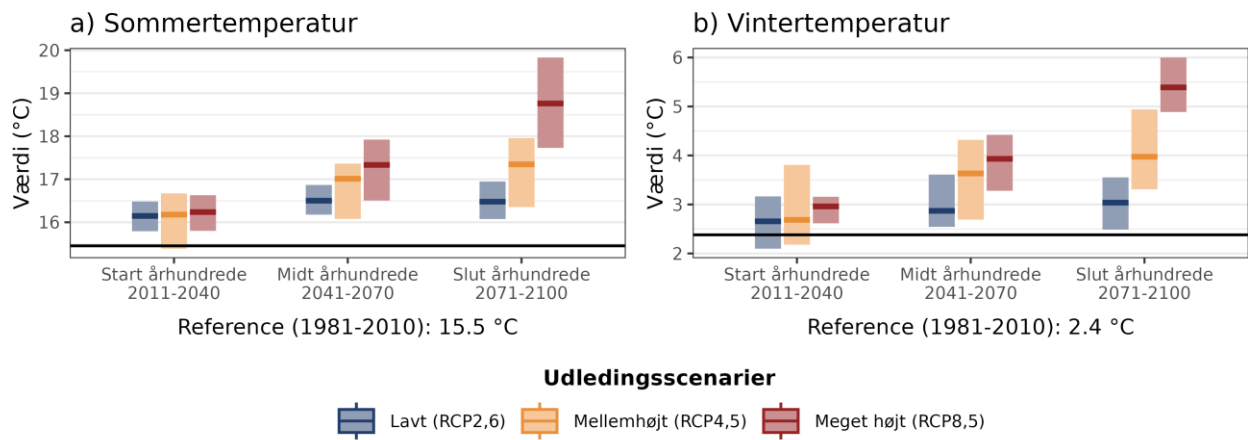 a) Sommertemperatur
Værdi (°C)
20
19
18
17
16
Start århundrede
2011-2040
Midt århundrede
2041-2070
Slut århundrede
2071-2100
Reference (1981-2010): 15.5 °C
b) Vintertemperatur
Værdi (°C)
6
5
4
3
2
Start århundrede
2011-2040
Midt århundrede
2041-2070
Slut århundrede
2071-2100
Reference (1981-2010): 2.4 °C
Udledingsscenarier
Lavt (RCP2,6)
Mellemhøjt (RCP4,5)
Meget højt (RCP8,5)